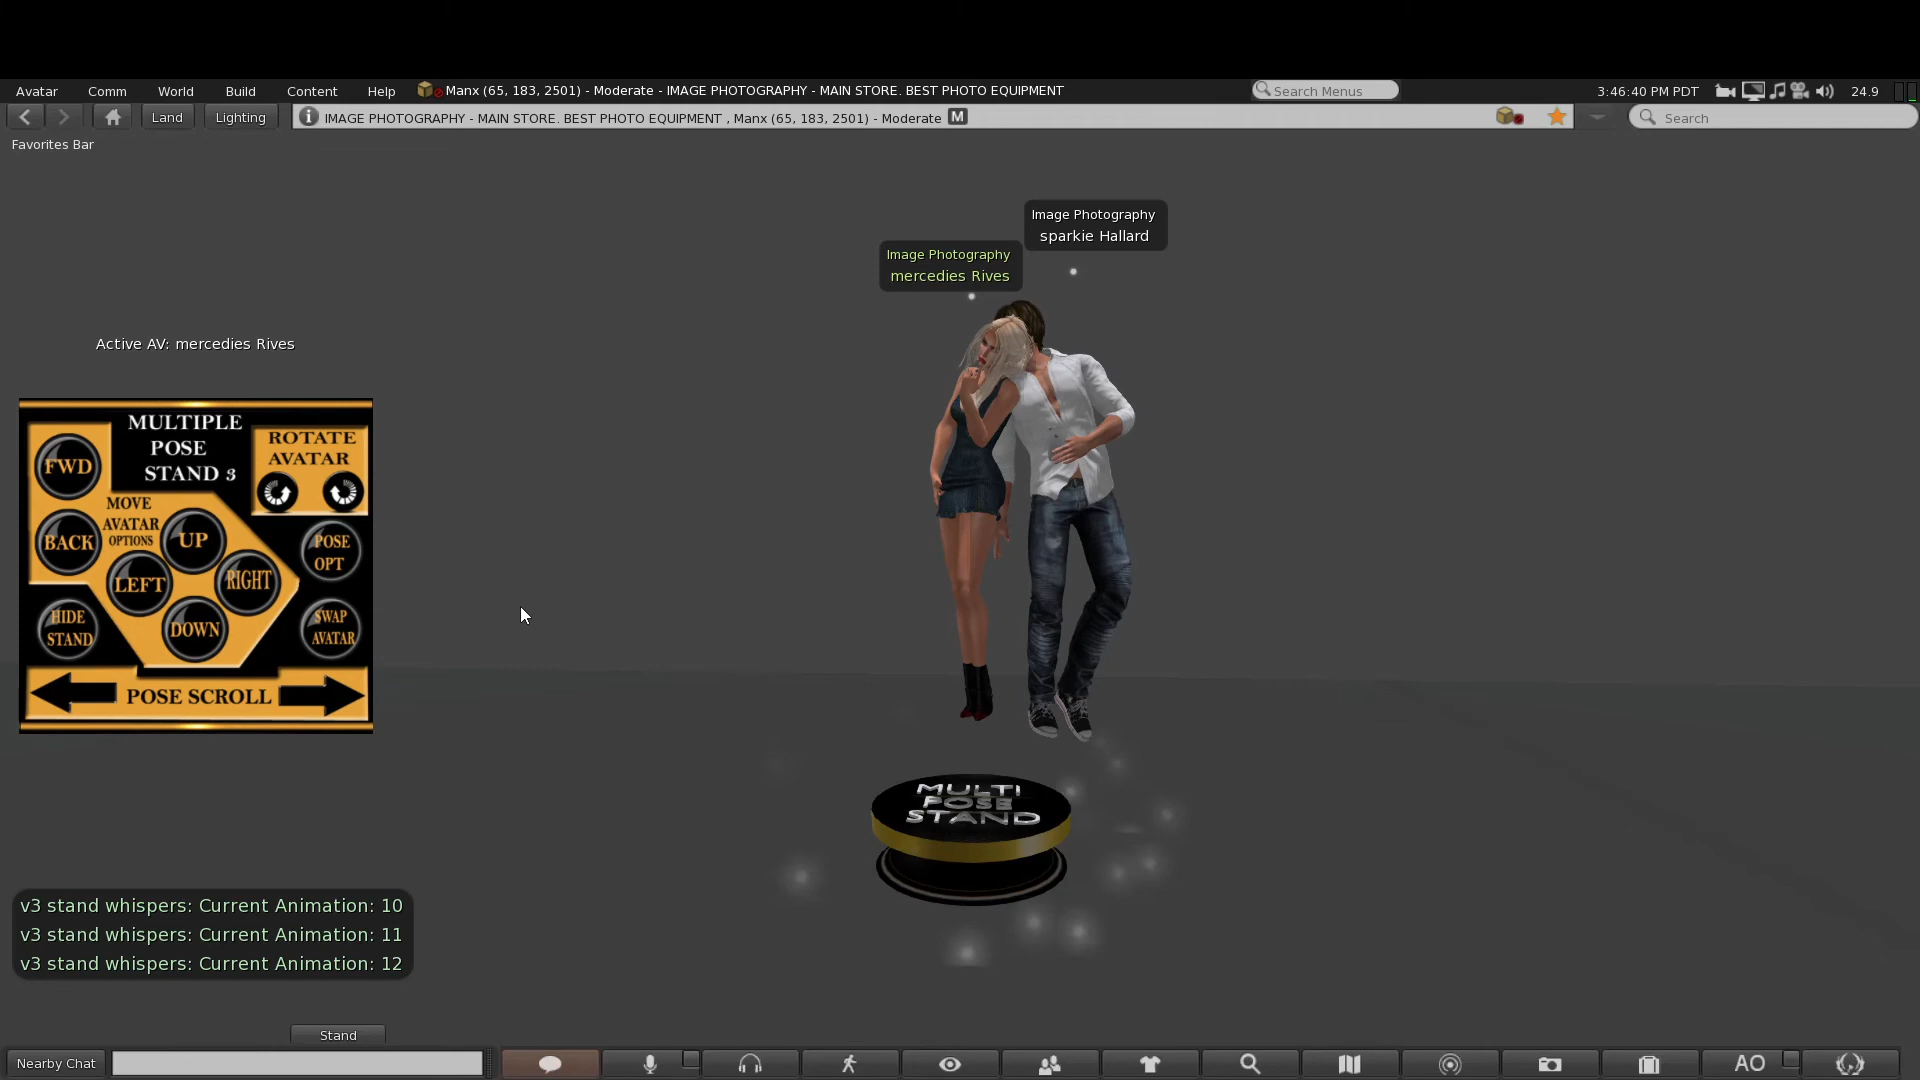 Avatar Comm World Build Content Help Manx (65, 183, 2501) - Moderate - IMAGE PHOTOGRAPHY - MAIN STORE. BEST PHOTO EQUIPMENT Search Menus 3:46:40 PM PDT 24.9
Land Lighting IMAGE PHOTOGRAPHY - MAIN STORE. BEST PHOTO EQUIPMENT , Manx (65, 183, 2501) - Moderate M Search
Favorites Bar
Image Photography
sparkie Hallard
Image Photography
mercedies Rives
Active AV: mercedies Rives
MULTIPLE
POSE
STAND 3
ROTATE
AVATAR
FWD
MOVE
AVATAR
OPTIONS
BACK
UP
POSE
OPT
LEFT
RIGHT
HIDE
STAND
DOWN
SWAP
AVATAR
POSE SCROLL
MULTI
POSE
STAND
v3 stand whispers: Current Animation: 10
v3 stand whispers: Current Animation: 11
v3 stand whispers: Current Animation: 12
Stand
Nearby Chat
AO